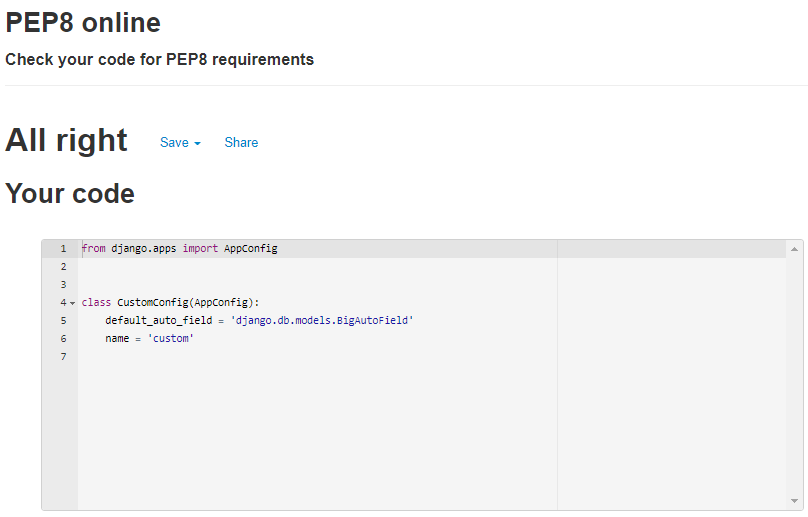 PEP8 online
Check your code for PEP8 requirements
All right Save Share
Your code
1 from django.apps import AppConfig
2
3
4 class CustomConfig(AppConfig):
5 default_auto_field = 'django.db.models.BigAutoField'
6 name = 'custom'
7